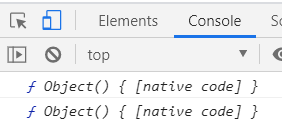 Elements Console
top
ƒ Object() { [native code] }
ƒ Object() { [native code] }